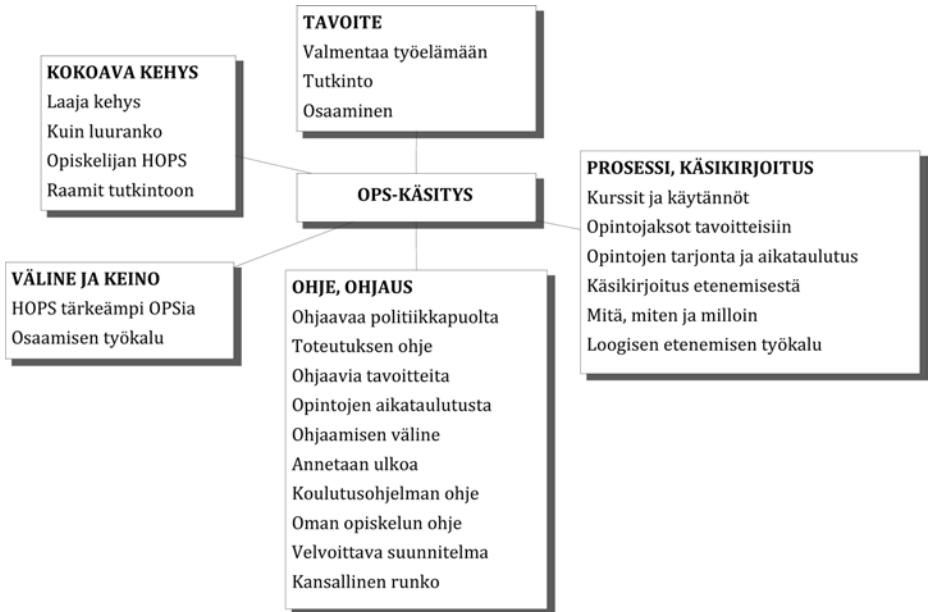 TAVOITE
Valmentaa työelämään
Tutkinto
Osaaminen
KOKOAVA KEHYS
Laaja kehys
Kuin luuranko
Opiskelijan HOPS
Raamit tutkintoon
OPS-KÄSITYS
PROSESSI, KÄSIKIRJOITUS
Kurssit ja käytännöt
Opintojaksot tavoitteisiin
Opintojen tarjonta ja aikataulutus
Käsikirjoitus etenemisestä
Mitä, miten ja milloin
Loogisen etenemisen työkalu
VÄLINE JA KEINO
HOPS tärkeämpi OPSia
Osaamisen työkalu
OHJE, OHJAUS
Ohjaavaa politiikkapuolta
Toteutuksen ohje
Ohjaavia tavoitteita
Opintojen aikataulutusta
Ohjaamisen väline
Annetaan ulkoa
Koulutusohjelman ohje
Oman opiskelun ohje
Velvoittava suunnitelma
Kansallinen runko